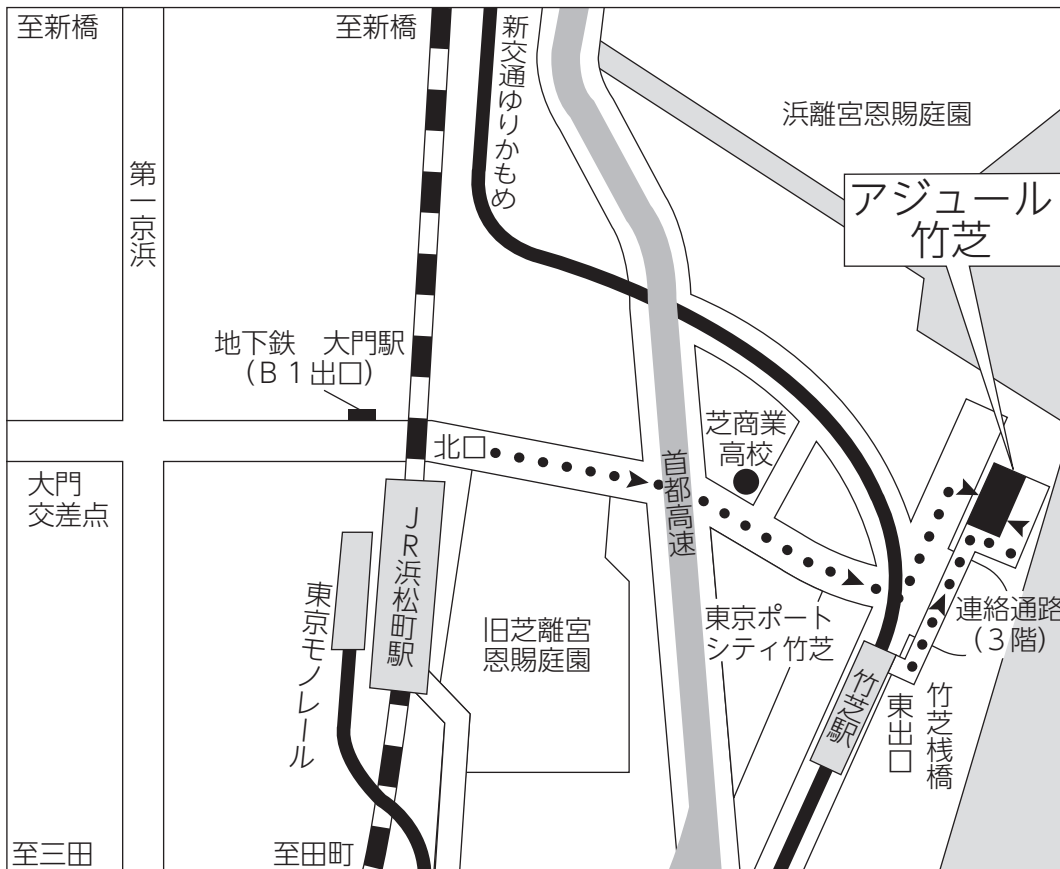 至新橋
至新橋
新交通ゆりかもめ
浜離宮恩賜庭園
アジュール
竹芝
第一京浜
地下鉄　大門駅
（Ｂ１出口）
北口
芝商業
高校
首都高速
大門
交差点
ＪＲ浜松町駅
東京モノレール
旧芝離宮
恩賜庭園
東京ポート
シティ竹芝
連絡通路
（３階）
竹芝駅
東出口
竹芝桟橋
至三田
至田町